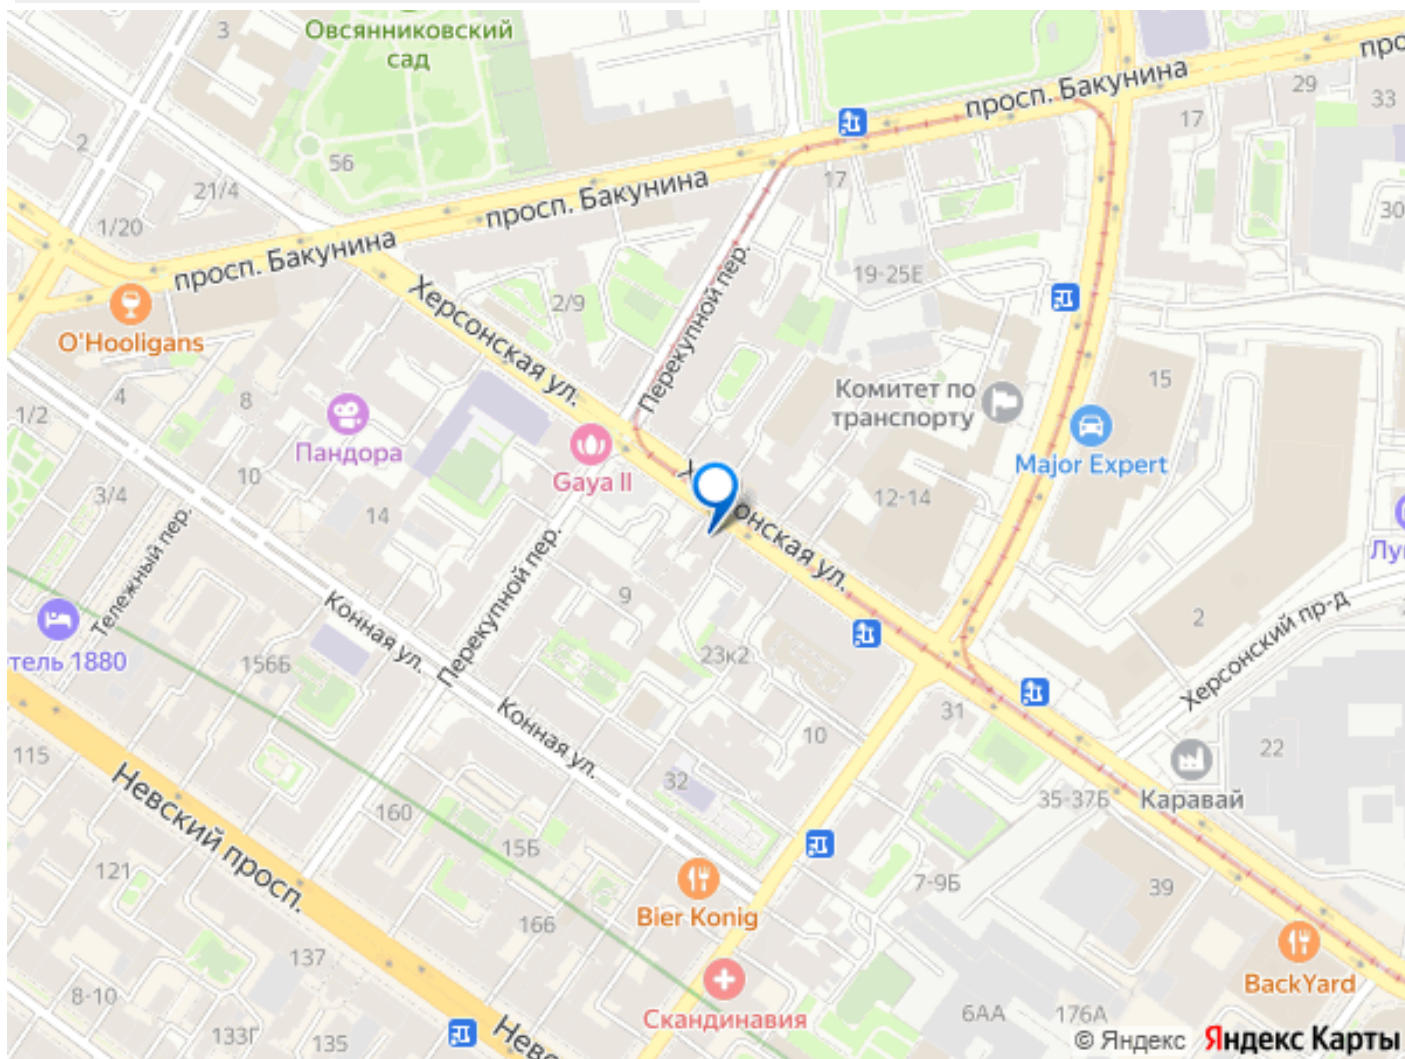 Овсянниковский
сад
3
2
56
21/4
1/20
просп. Бакунина
просп. Бакунина
просп. Бакунина
про
29
33
17
17
30
O'Hooligans
Херсонская ул.
2/9
Перекупной пер.
19-25Е
Комитет по
транспорту
15
Major Expert
1/2
4
8
Пандора
10
3/4
14
Gaya II
онская ул.
12-14
Лу
Тележный пер.
Перекупной пер.
9
2
Херсонский пр-д
тель 1880
156Б
Конная ул.
23к2
Конная ул.
10
31
22
115
Невский просп.
32
160
15Б
35-37Б
Каравай
121
7-9Б
39
Bier Konig
166
137
BackYard
8-10
133Г
135
Скандинавия
6АА
176А
© Яндекс Яндекс Карты